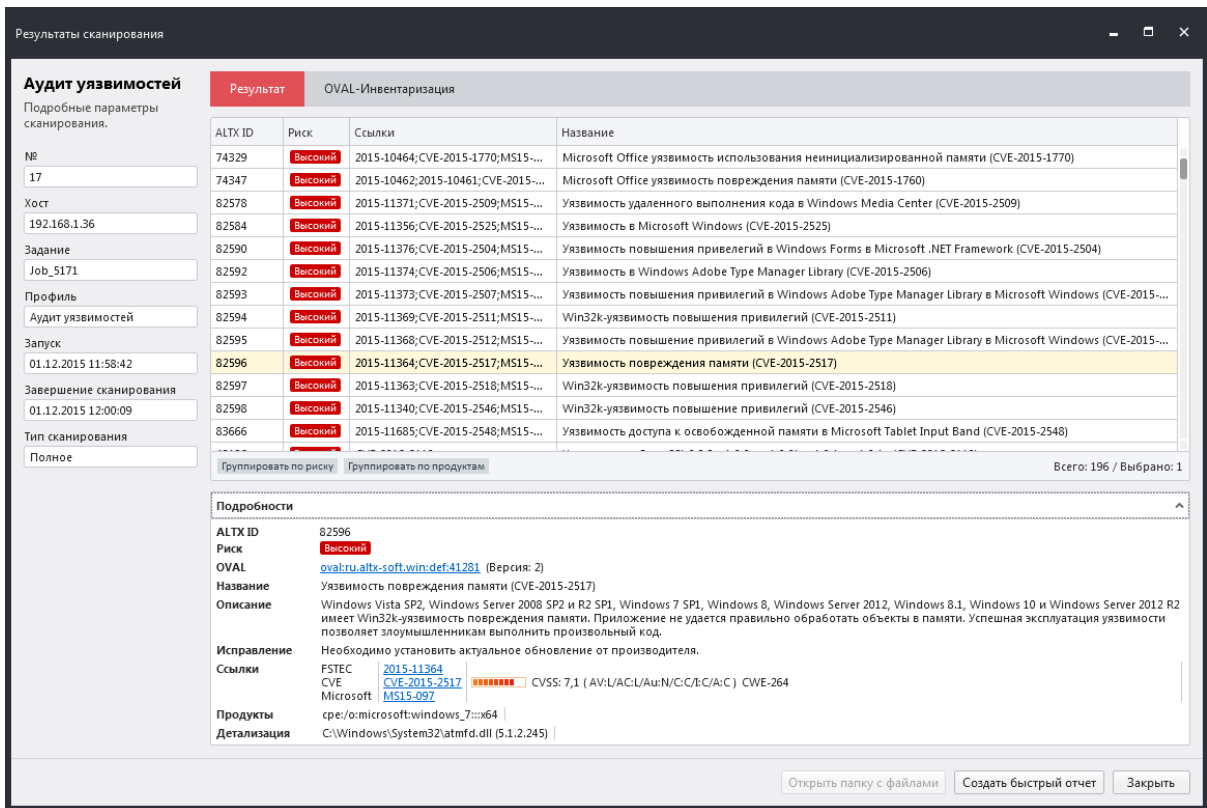 Результаты сканирования
Аудит уязвимостей
Подробные параметры
сканирования.
№
17
Хост
192.168.1.36
Задание
Job_5171
Профиль
Аудит уязвимостей
Запуск
01.12.2015 11:58:42
Завершение сканирования
01.12.2015 12:00:09
Тип сканирования
Полное
Результат OVAL-Инвентаризация
ALTX ID Риск Ссылки Название
74329 Высокий 2015-10464;CVE-2015-1770;MS15-... Microsoft Office уязвимость использования неинициализированной памяти (CVE-2015-1770)
74347 Высокий 2015-10462;2015-10461;CVE-2015-... Microsoft Office уязвимость повреждения памяти (CVE-2015-1760)
82578 Высокий 2015-11371;CVE-2015-2509;MS15-... Уязвимость удаленного выполнения кода в Windows Media Center (CVE-2015-2509)
82584 Высокий 2015-11356;CVE-2015-2525;MS15-... Уязвимость в Microsoft Windows (CVE-2015-2525)
82590 Высокий 2015-11376;CVE-2015-2504;MS15-... Уязвимость повышения привелегий в Windows Forms в Microsoft .NET Framework (CVE-2015-2504)
82592 Высокий 2015-11374;CVE-2015-2506;MS15-... Уязвимость в Windows Adobe Type Manager Library (CVE-2015-2506)
82593 Высокий 2015-11373;CVE-2015-2507;MS15-... Уязвимость повышения привилегий в Windows Adobe Type Manager Library в Microsoft Windows (CVE-2015-...
82594 Высокий 2015-11369;CVE-2015-2511;MS15-... Win32k-уязвимость повышения привилегий (CVE-2015-2511)
82595 Высокий 2015-11368;CVE-2015-2512;MS15-... Уязвимость повышение привилегий в Windows Adobe Type Manager Library в Microsoft Windows (CVE-2015-...
82596 Высокий 2015-11364;CVE-2015-2517;MS15-... Уязвимость повреждения памяти (CVE-2015-2517)
82597 Высокий 2015-11363;CVE-2015-2518;MS15-... Win32k-уязвимость повышения привилегий (CVE-2015-2518)
82598 Высокий 2015-11340;CVE-2015-2546;MS15-... Win32k-уязвимость повышение привилегий (CVE-2015-2546)
83666 Высокий 2015-11685;CVE-2015-2548;MS15-... Уязвимость доступа к освобожденной памяти в Microsoft Tablet Input Band (CVE-2015-2548)
Группировать по риску Группировать по продуктам Всего: 196 / Выбрано: 1
Подробности
ALTX ID 82596
Риск Высокий
OVAL oval:ru.altx-soft.win:def:41281 (Версия: 2)
Название Уязвимость повреждения памяти (CVE-2015-2517)
Описание Windows Vista SP2, Windows Server 2008 SP2 и R2 SP1, Windows 7 SP1, Windows 8, Windows Server 2012, Windows 8.1, Windows 10 и Windows Server 2012 R2
имеет Win32k-уязвимость повреждения памяти. Приложение не удается правильно обработать объекты в памяти. Успешная эксплуатация уязвимости
позволяет злоумышленникам выполнить произвольный код.
Исправление Необходимо установить актуальное обновление от производителя.
Ссылки FSTEC 2015-11364
CVE CVE-2015-2517 CVSS: 7,1 ( AV:L/AC:L/Au:N/C:C/I:C/A:C ) CWE-264
Microsoft MS15-097
Продукты cpe:/o:microsoft:windows_7:::x64
Детализация C:\Windows\System32\atmfd.dll (5.1.2.245)
Открыть папку с файлами Создать быстрый отчет Закрыть